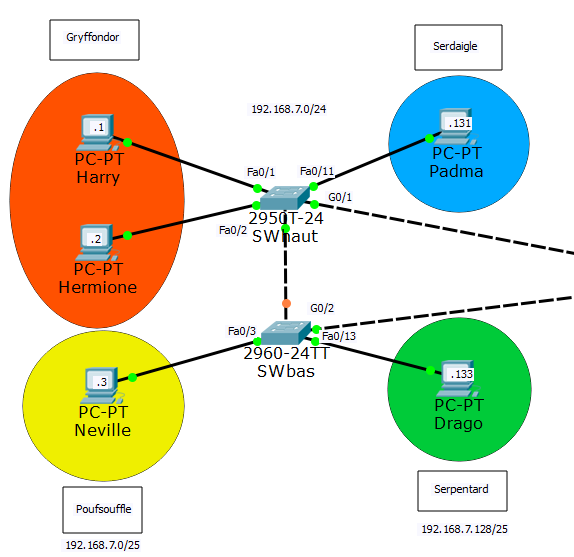 Gryffondor
Serdaigle
192.168.7.0/24
.1
PC-PT
Harry
.131
PC-PT
Padma
Fa0/1
Fa0/11
G0/1
2950T-24
SWhaut
Fa0/2
.2
PC-PT
Hermione
G0/2
Fa0/3
Fa0/13
2960-24TT
SWbas
.3
PC-PT
Neville
.133
PC-PT
Drago
Poufsouffle
192.168.7.0/25
Serpentard
192.168.7.128/25